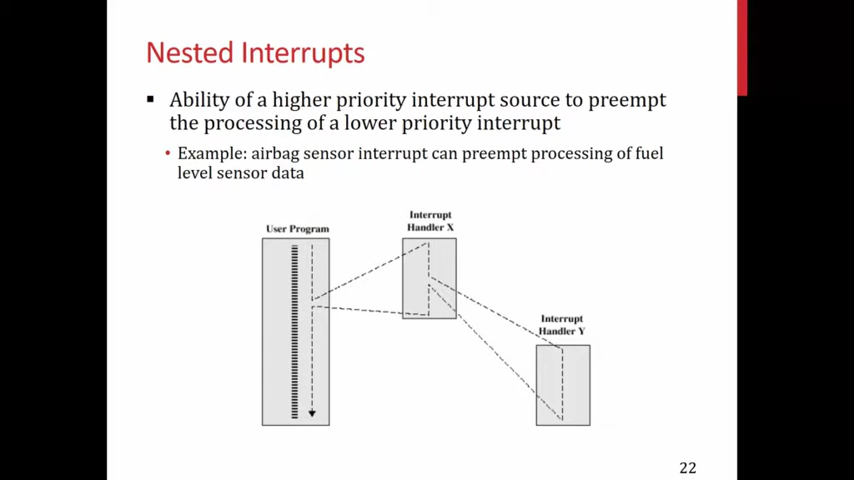 Nested Interrupts
▪ Ability of a higher priority interrupt source to preempt
the processing of a lower priority interrupt
• Example: airbag sensor interrupt can preempt processing of fuel
level sensor data
User Program
Interrupt
Handler X
Interrupt
Handler Y
22